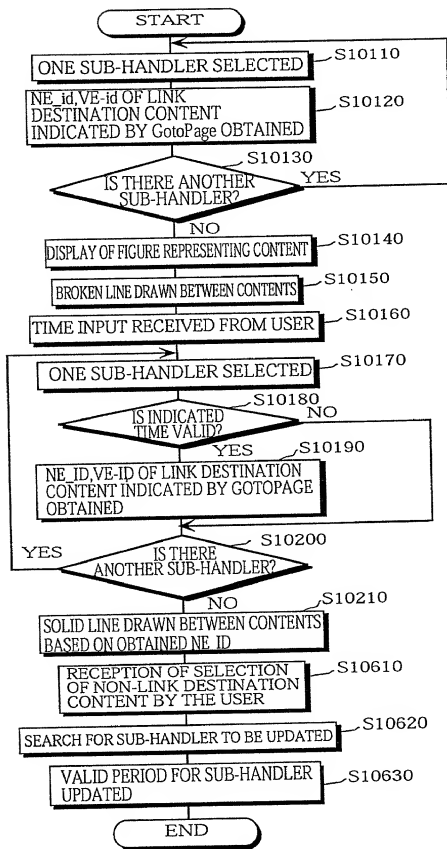 START
ONE SUB-HANDLER SELECTED
S10110
NE_id,VE-id OF LINK
DESTINATION CONTENT
INDICATED BY GotoPage OBTAINED
S10120
S10130
IS THERE ANOTHER
SUB-HANDLER?
YES
NO
DISPLAY OF FIGURE REPRESENTING CONTENT
S10140
BROKEN LINE DRAWN BETWEEN CONTENTS
S10150
TIME INPUT RECEIVED FROM USER
S10160
ONE SUB-HANDLER SELECTED
S10170
S10180
IS INDICATED
TIME VALID?
NO
YES
S10190
NE_ID,VE-ID OF LINK DESTINATION
CONTENT INDICATED BY GOTOPAGE
OBTAINED
S10200
YES
IS THERE
ANOTHER SUB-HANDLER?
NO
S10210
SOLID LINE DRAWN BETWEEN CONTENTS
BASED ON OBTAINED NE_ID
S10610
RECEPTION OF SELECTION
OF NON-LINK DESTINATION
CONTENT BY THE USER
S10620
SEARCH FOR SUB-HANDLER TO BE UPDATED
VALID PERIOD FOR SUB-HANDLER
UPDATED
S10630
END